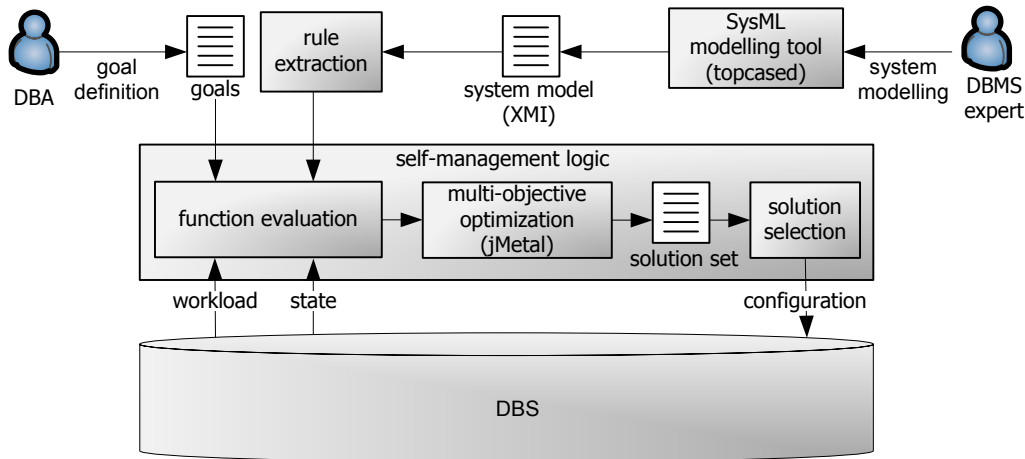 DBA
goal
definition
goals
rule
extraction
system model
(XMI)
SysML
modelling tool
(topcased)
system
modelling
DBMS
expert
self-management logic
function evaluation
multi-objective
optimization
(jMetal)
solution set
solution
selection
workload
state
configuration
DBS